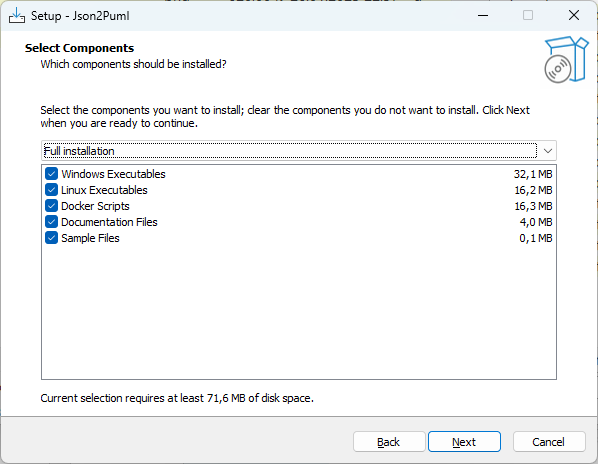 Setup - Json2Puml
Select Components
Which components should be installed?
Select the components you want to install; clear the components you do not want to install. Click Next
when you are ready to continue.
Full installation
Windows Executables 32,1 MB
Linux Executables 16,2 MB
Docker Scripts 16,3 MB
Documentation Files 4,0 MB
Sample Files 0,1 MB
Current selection requires at least 71,6 MB of disk space.
Back Next Cancel